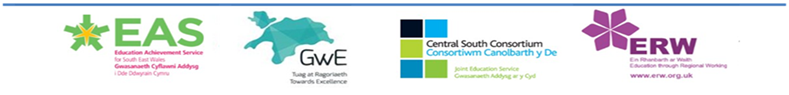 EAS
Education Achievement Service
for South East Wales
Gwasanaeth Cyflawni Addysg
i Dde Ddwyrain Cymru
GwE
Tuag at Ragoriaeth
Towards Excellence
Central South Consortium
Consortiwm Canolbarth y De
Joint Education Service
Gwasanaeth Addysg ar y Cyd
ERW
Ein Rhanbarth ar Waith
Education through Regional Working
www.erw.org.uk